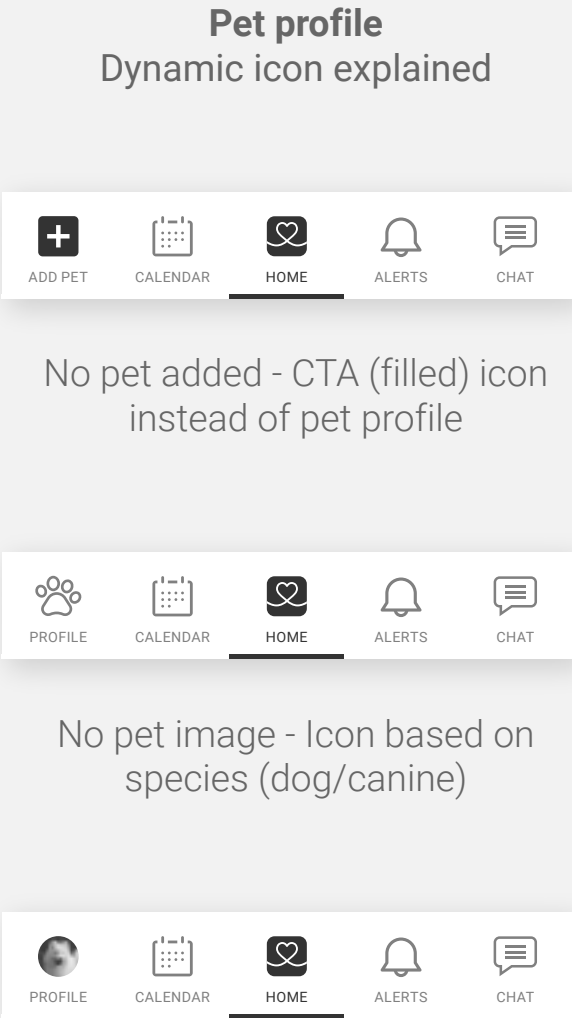 Pet profile
Dynamic icon explained
ADD PET CALENDAR HOME ALERTS CHAT
No pet added - CTA (filled) icon
instead of pet profile
PROFILE CALENDAR HOME ALERTS CHAT
No pet image - Icon based on
species (dog/canine)
PROFILE CALENDAR HOME ALERTS CHAT